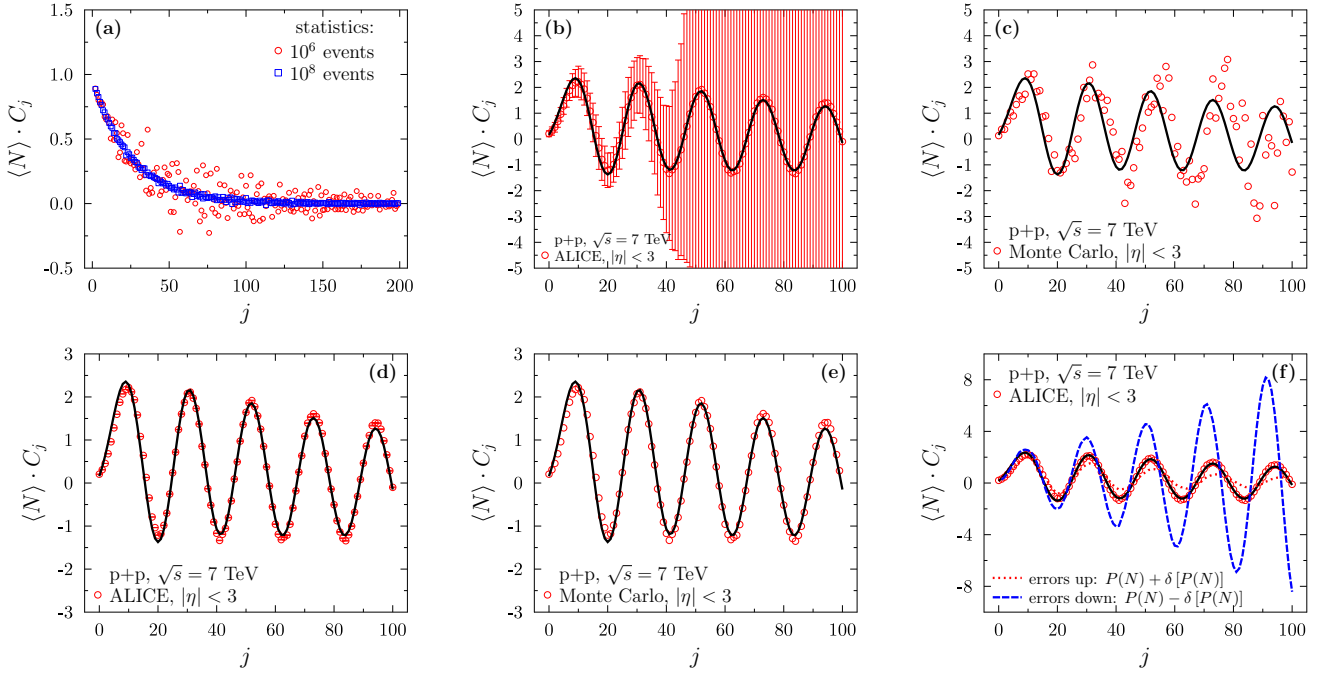 (a)
statistics:
10⁶ events
10⁸ events
1.5
1.0
0.5
0.0
-0.5
0 25 50 75 100 125 150 175 200
⟨N⟩ · C_j
j
(b)
5
4
3
2
1
0
-1
-2
-3
-4
-5
p+p, √s = 7 TeV
ALICE, |η| < 3
0 20 40 60 80 100
⟨N⟩ · C_j
j
(c)
5
4
3
2
1
0
-1
-2
-3
-4
-5
p+p, √s = 7 TeV
Monte Carlo, |η| < 3
0 20 40 60 80 100
⟨N⟩ · C_j
j
(d)
3
2
1
0
-1
-2
-3
p+p, √s = 7 TeV
ALICE, |η| < 3
0 20 40 60 80 100
⟨N⟩ · C_j
j
(e)
3
2
1
0
-1
-2
-3
p+p, √s = 7 TeV
Monte Carlo, |η| < 3
0 20 40 60 80 100
⟨N⟩ · C_j
j
(f)
p+p, √s = 7 TeV
ALICE, |η| < 3
8
4
0
-4
-8
errors up: P(N) + δ [P(N)]
errors down: P(N) − δ [P(N)]
0 20 40 60 80 100
⟨N⟩ · C_j
j